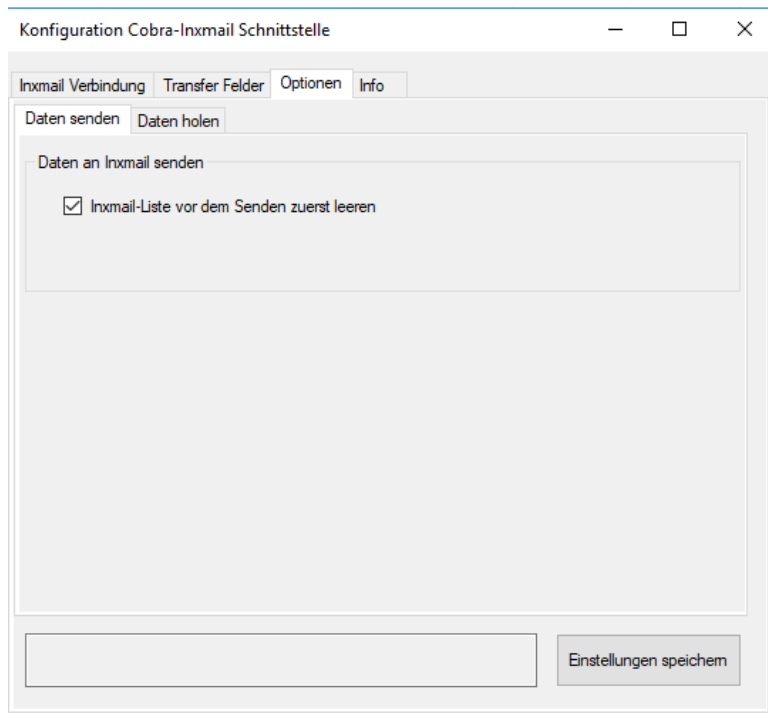 Konfiguration Cobra-Inxmail Schnittstelle
Inxmail Verbindung Transfer Felder Optionen Info
Daten senden Daten holen
Daten an Inxmail senden
Inxmail-Liste vor dem Senden zuerst leeren
Einstellungen speichern